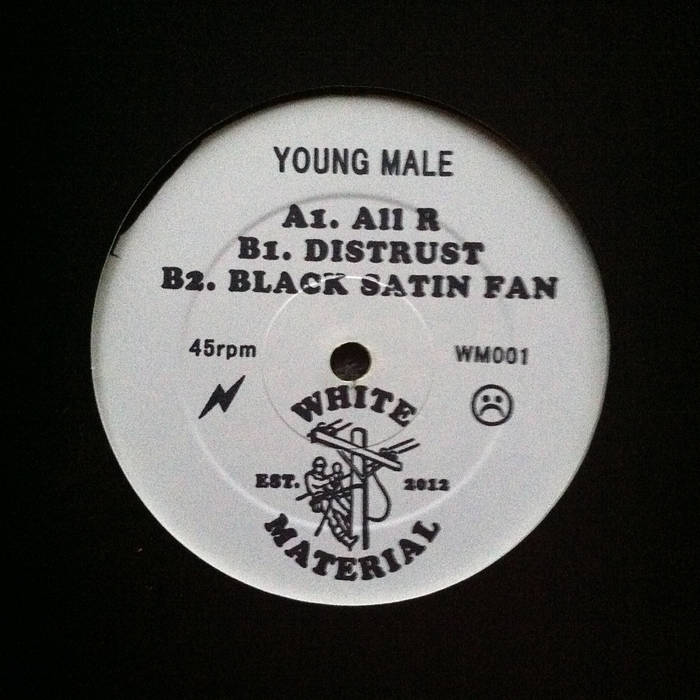 YOUNG MALE
A1. All R
B1. DISTRUST
B2. BLACK SATIN FAN
45rpm
WM001
WHITE
EST. 2012
MATERIAL